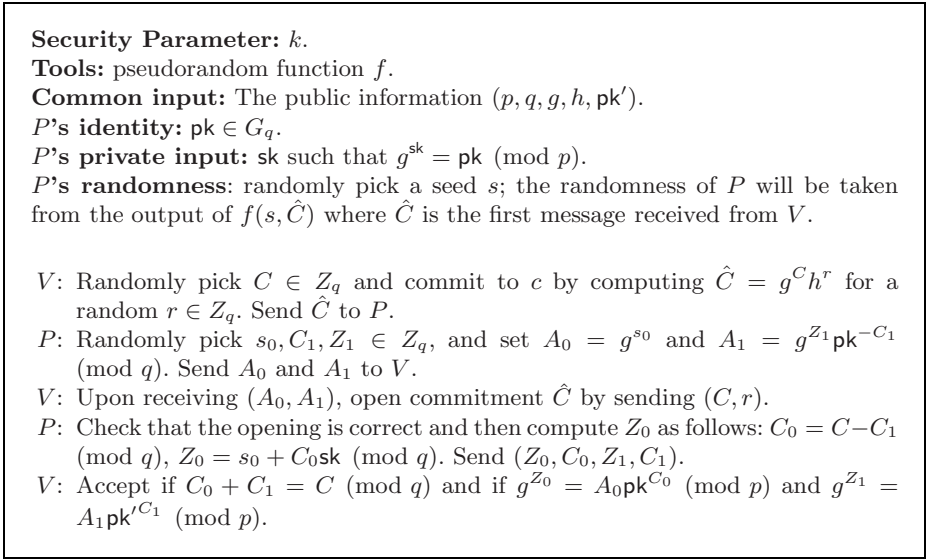 Security Parameter: k.
Tools: pseudorandom function f.
Common input: The public information (p, q, g, h, pk′).
P's identity: pk ∈ G_q.
P's private input: sk such that g^sk = pk (mod p).
P's randomness: randomly pick a seed s; the randomness of P will be taken
from the output of f(s, Ĉ) where Ĉ is the first message received from V.
V: Randomly pick C ∈ Z_q and commit to c by computing Ĉ = g^C h^r for a
random r ∈ Z_q. Send Ĉ to P.
P: Randomly pick s_0, C_1, Z_1 ∈ Z_q, and set A_0 = g^{s_0} and A_1 = g^{Z_1}pk^{−C_1}
(mod q). Send A_0 and A_1 to V.
V: Upon receiving (A_0, A_1), open commitment Ĉ by sending (C, r).
P: Check that the opening is correct and then compute Z_0 as follows: C_0 = C−C_1
(mod q), Z_0 = s_0 + C_0sk (mod q). Send (Z_0, C_0, Z_1, C_1).
V: Accept if C_0 + C_1 = C (mod q) and if g^{Z_0} = A_0pk^{C_0} (mod p) and g^{Z_1} =
A_1pk′^{C_1} (mod p).